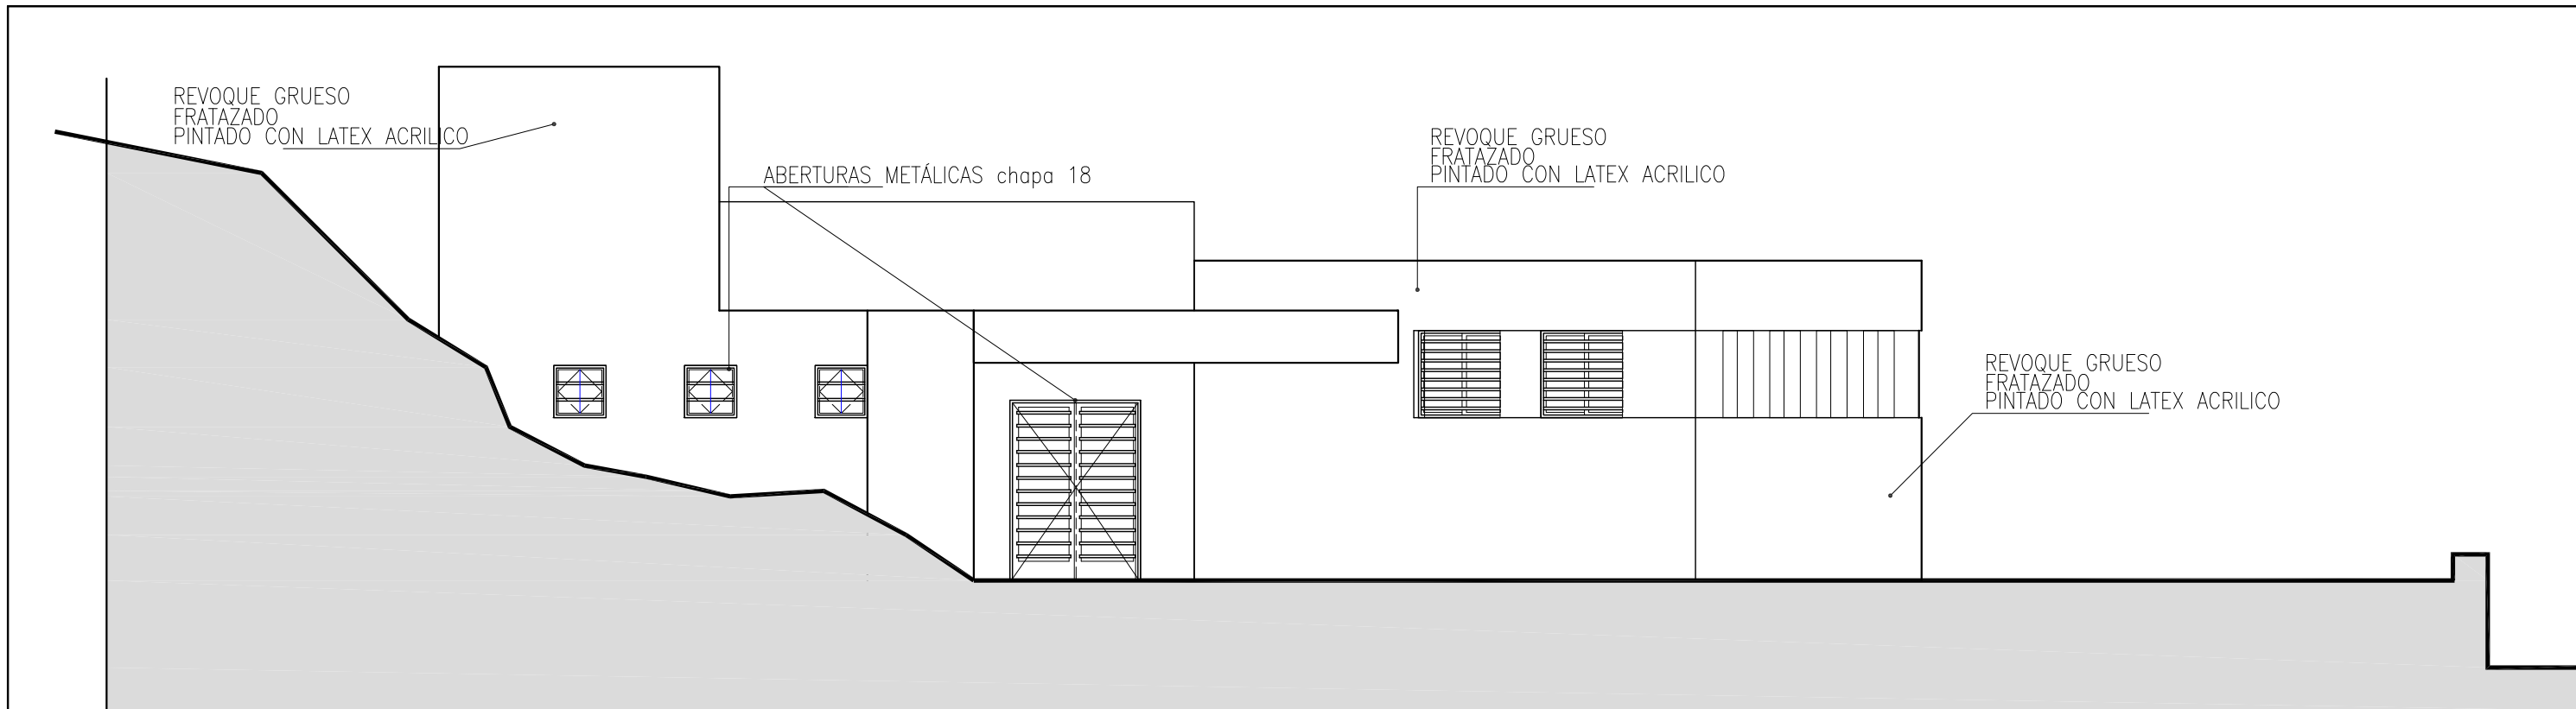 REVOQUE GRUESO
FRATAZADO
PINTADO CON LATEX ACRILICO
ABERTURAS METÁLICAS chapa 18
REVOQUE GRUESO
FRATAZADO
PINTADO CON LATEX ACRILICO
REVOQUE GRUESO
FRATAZADO
PINTADO CON LATEX ACRILICO